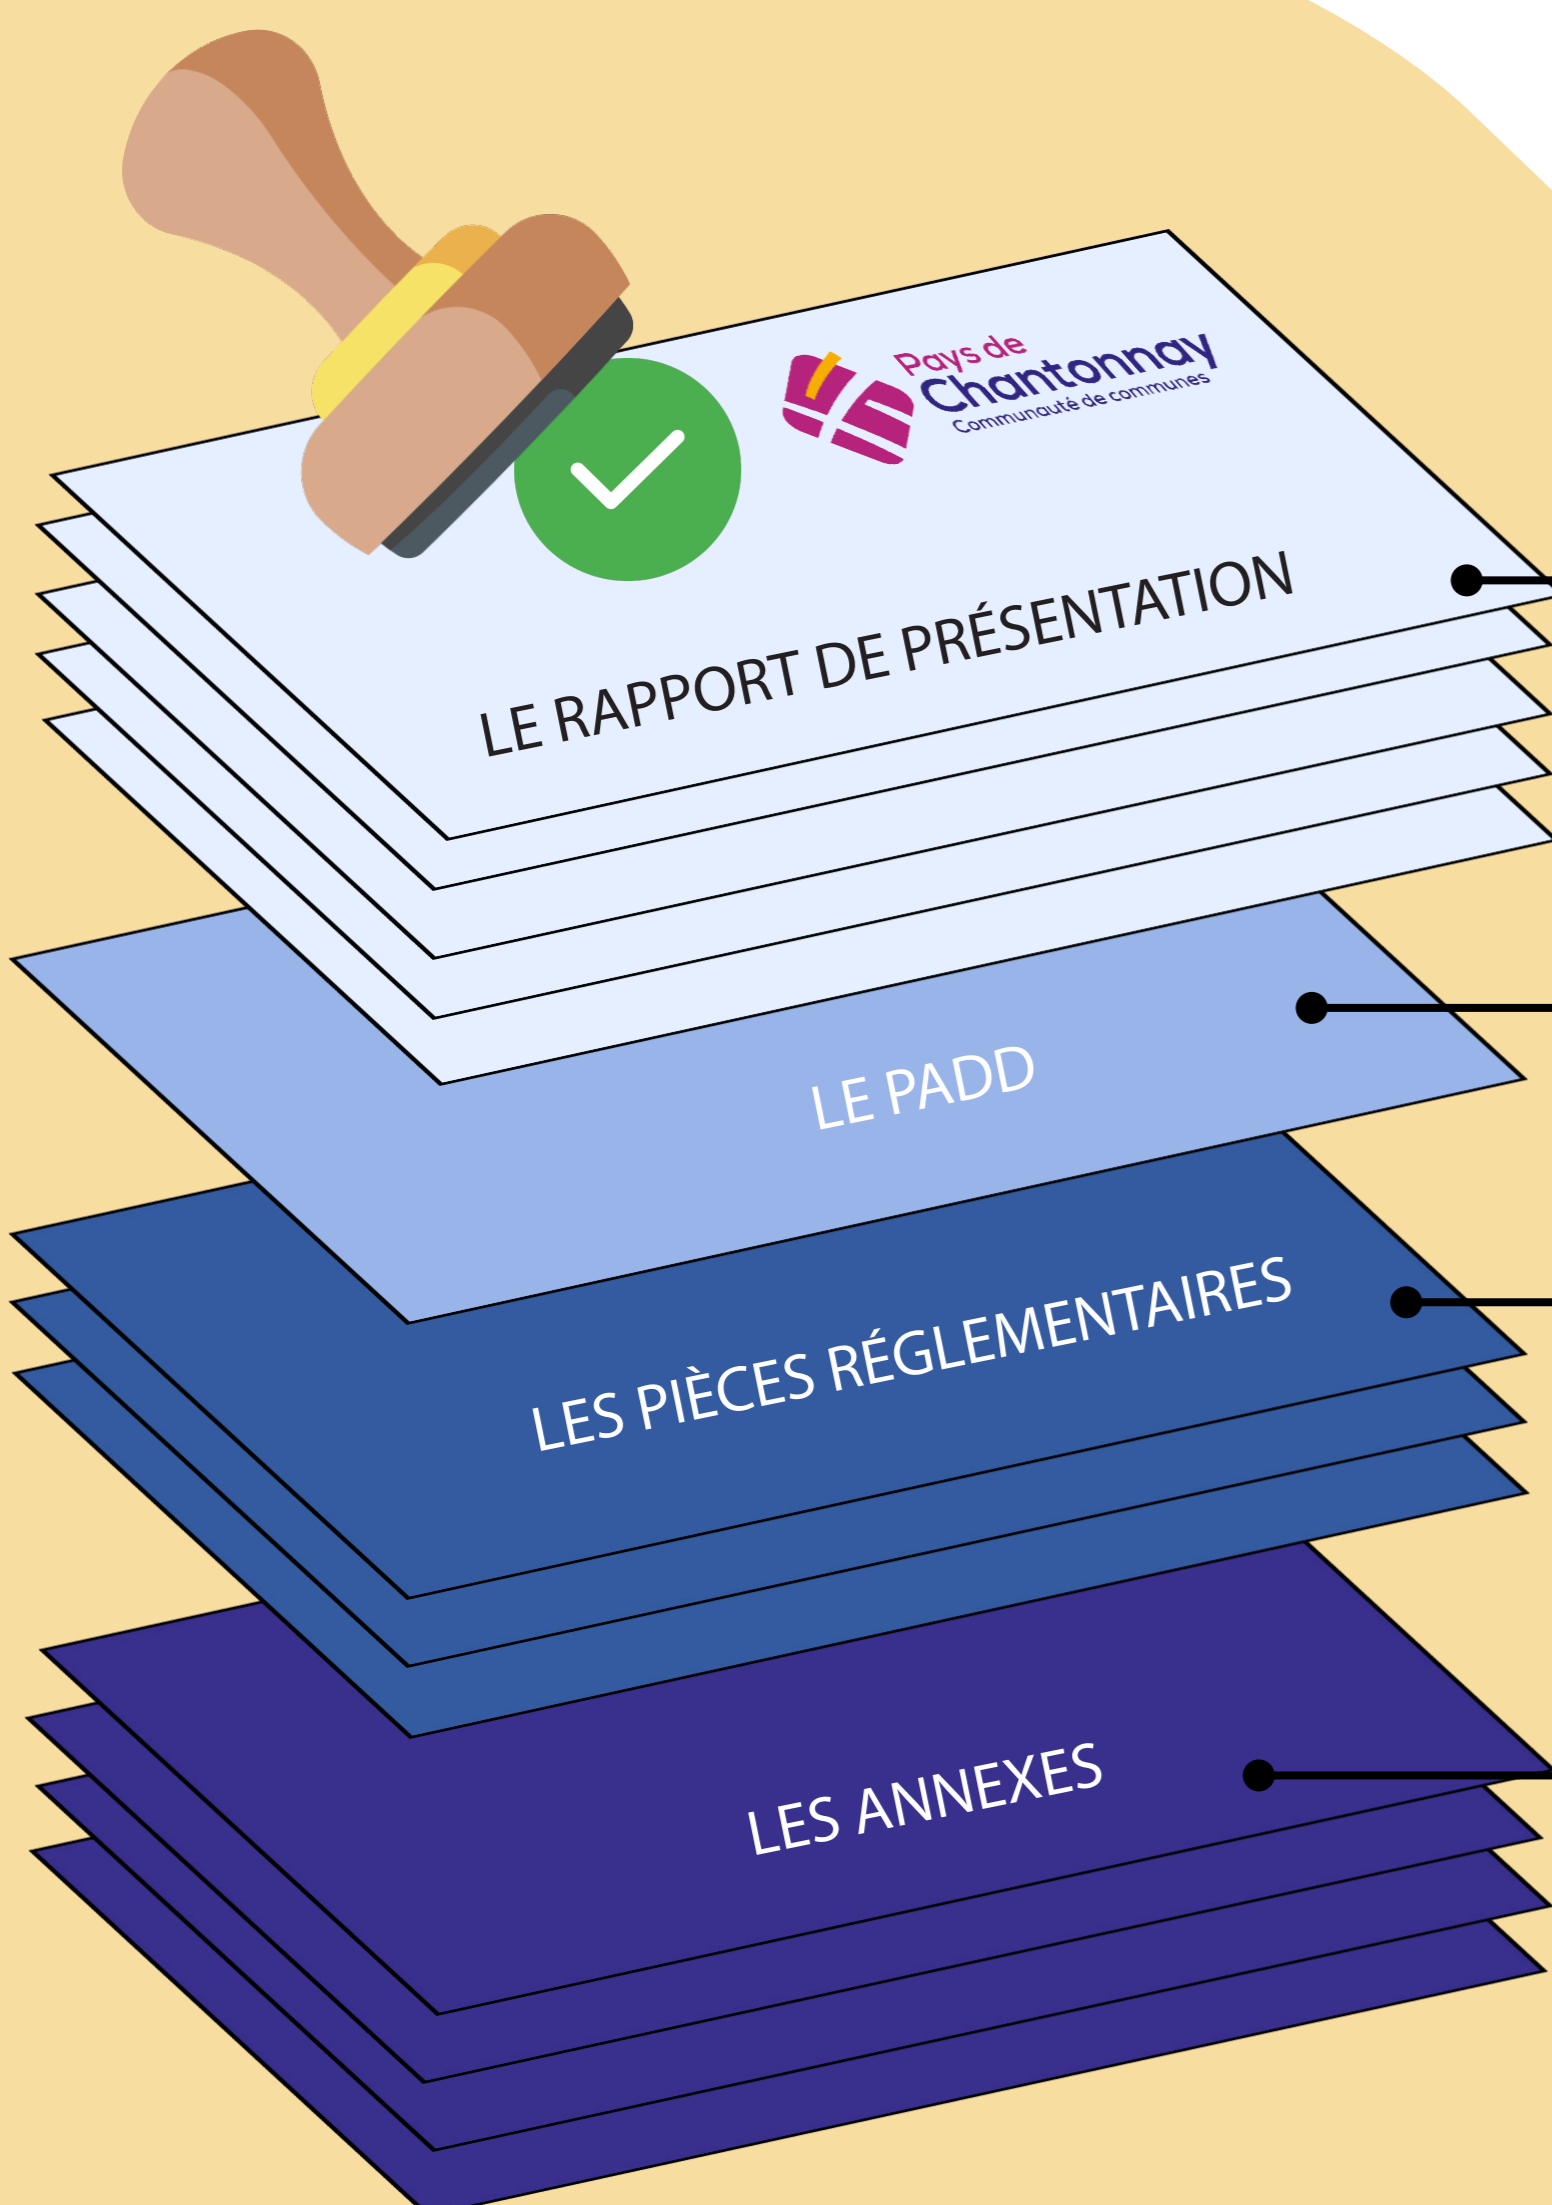 Pays de
Chantonnay
Communauté de communes
LE RAPPORT DE PRÉSENTATION
LE PADD
LES PIÈCES RÉGLEMENTAIRES
LES ANNEXES